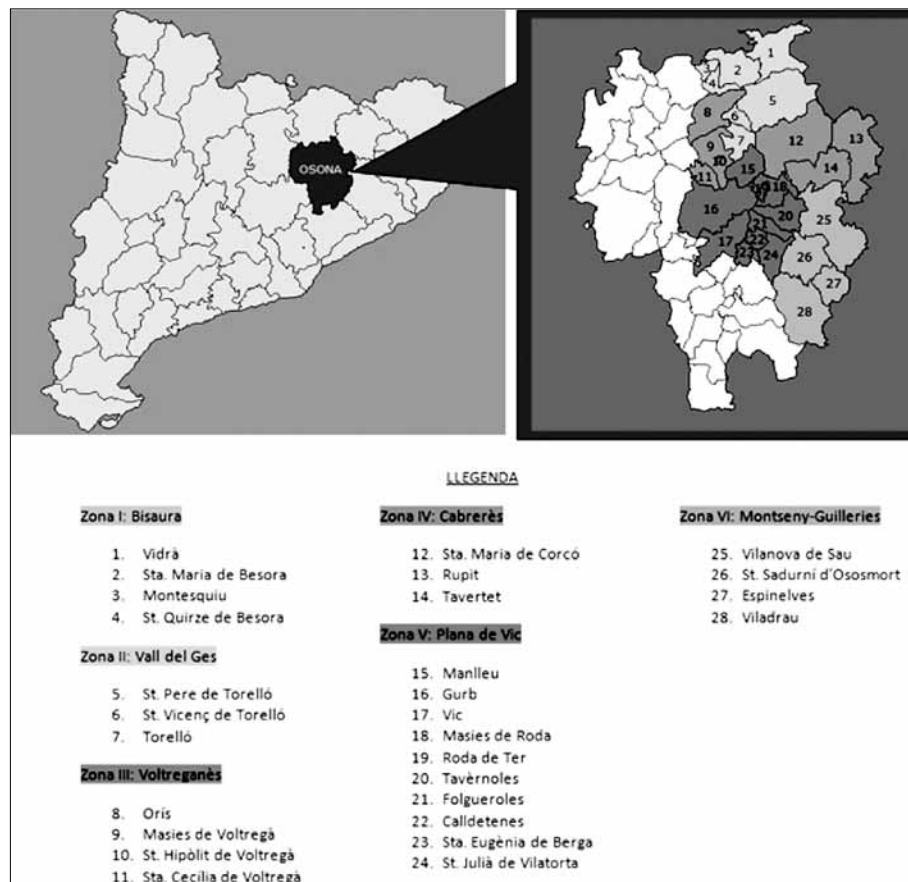 OSONA
1
2
3
4
5
6
7
8
9
10
11
12
13
14
15
16
17
18
20
21
22
23
24
25
26
27
28
LLEGENDA
Zona I: Bisaura
1. Vidrà
2. Sta. Maria de Besora
3. Montesquiu
4. St. Quirze de Besora
Zona II: Vall del Ges
5. St. Pere de Torelló
6. St. Vicenç de Torelló
7. Torelló
Zona III: Voltreganès
8. Orís
9. Masies de Voltregà
10. St. Hipòlit de Voltregà
11. Sta. Cecília de Voltregà
Zona IV: Cabrerès
12. Sta. Maria de Corcó
13. Rupit
14. Tavertet
Zona V: Plana de Vic
15. Manlleu
16. Gurb
17. Vic
18. Masies de Roda
19. Roda de Ter
20. Tavèrnoles
21. Folgueroles
22. Calldetenes
23. Sta. Eugènia de Berga
24. St. Julià de Vilatorta
Zona VI: Montseny-Guilleries
25. Vilanova de Sau
26. St. Sadurní d'Ososmort
27. Espinelves
28. Viladrau